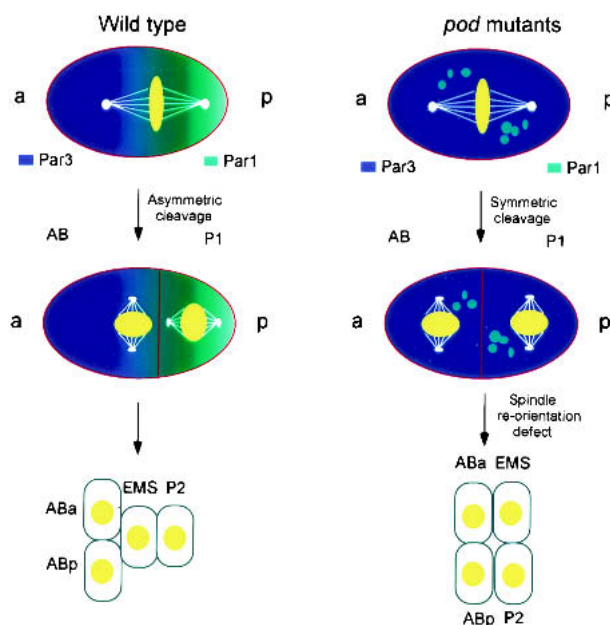 Wild type
a
p
Par3
Par1
Asymmetric
cleavage
AB
P1
a
p
EMS P2
ABa
ABp
pod mutants
a
p
Par3
Par1
Symmetric
cleavage
AB
P1
a
p
Spindle
re-orientation
defect
ABa EMS
ABp P2